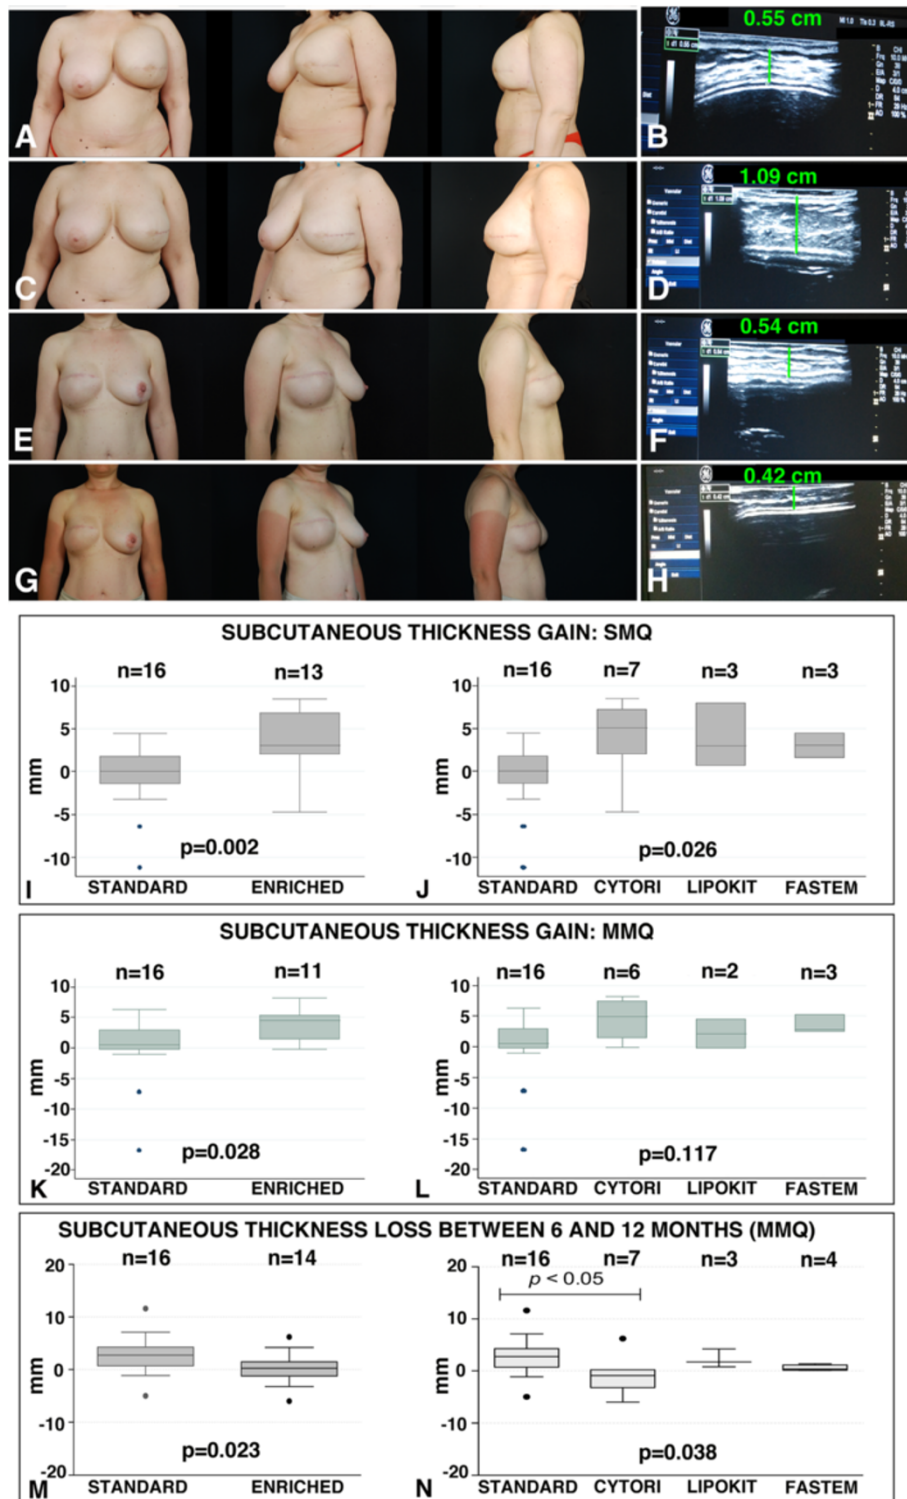 0.55 cm
A
B
1.09 cm
C
D
0.54 cm
E
F
0.42 cm
G
H
SUBCUTANEOUS THICKNESS GAIN: SMQ
n=16 n=13
n=16 n=7 n=3 n=3
10
5
0
-5
-10
mm
p=0.002
10
5
0
-5
-10
mm
p=0.026
I STANDARD ENRICHED
J STANDARD CYTORI LIPOKIT FASTEM
SUBCUTANEOUS THICKNESS GAIN: MMQ
n=16 n=11
n=16 n=6 n=2 n=3
10
5
0
-5
-10
-15
-20
mm
p=0.028
10
5
0
-5
-10
-15
-20
mm
p=0.117
K STANDARD ENRICHED
L STANDARD CYTORI LIPOKIT FASTEM
SUBCUTANEOUS THICKNESS LOSS BETWEEN 6 AND 12 MONTHS (MMQ)
n=16 n=14
n=16 n=7 n=3 n=4
20
10
0
-10
-20
mm
p=0.023
20
10
0
-10
-20
mm
p < 0.05
p=0.038
M STANDARD ENRICHED
N STANDARD CYTORI LIPOKIT FASTEM